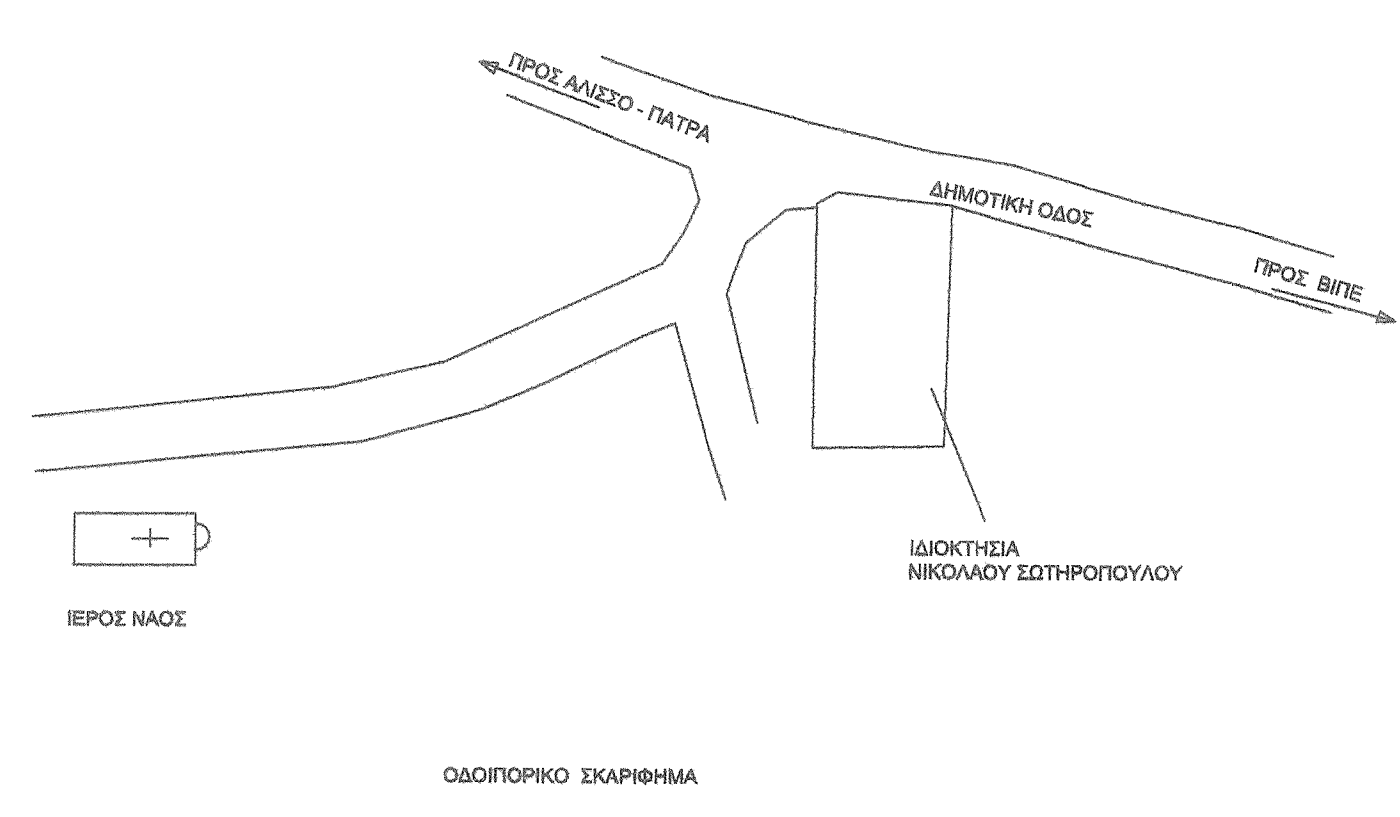 ΠΡΟΣ ΑΛΙΣΣΟ - ΠΑΤΡΑ
ΔΗΜΟΤΙΚΗ ΟΔΟΣ
ΠΡΟΣ ΒΙΠΕ
ΙΔΙΟΚΤΗΣΙΑ
ΝΙΚΟΛΑΟΥ ΣΩΤΗΡΟΠΟΥΛΟΥ
ΙΕΡΟΣ ΝΑΟΣ
ΟΔΟΙΠΟΡΙΚΟ ΣΚΑΡΙΦΗΜΑ